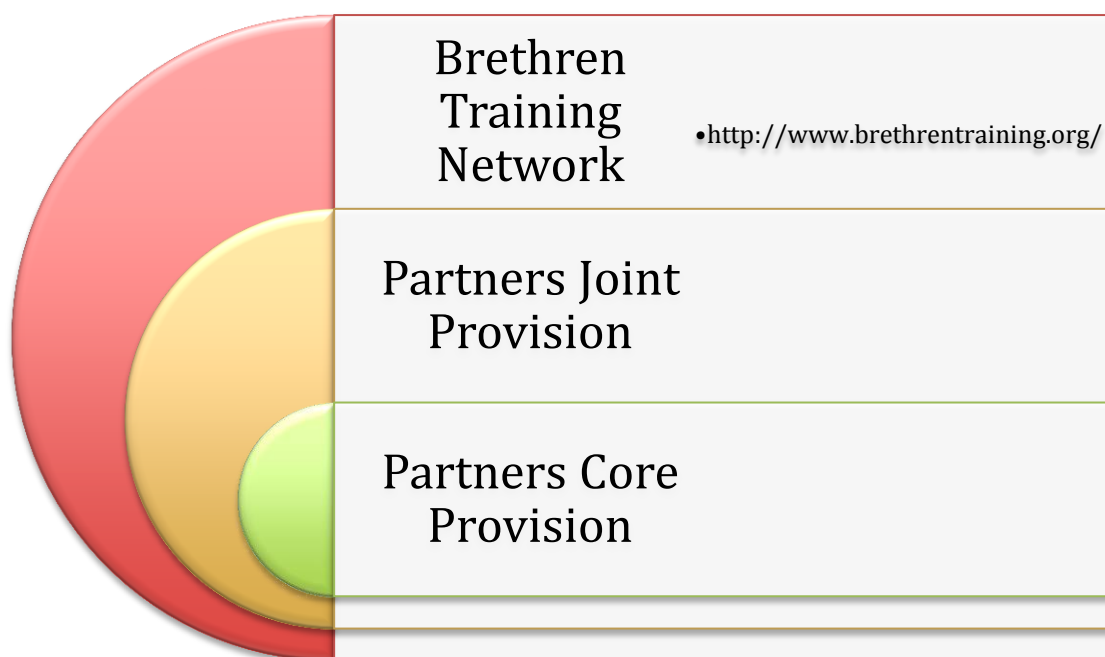 Brethren
Training
Network
•http://www.brethrentraining.org/
Partners Joint
Provision
Partners Core
Provision